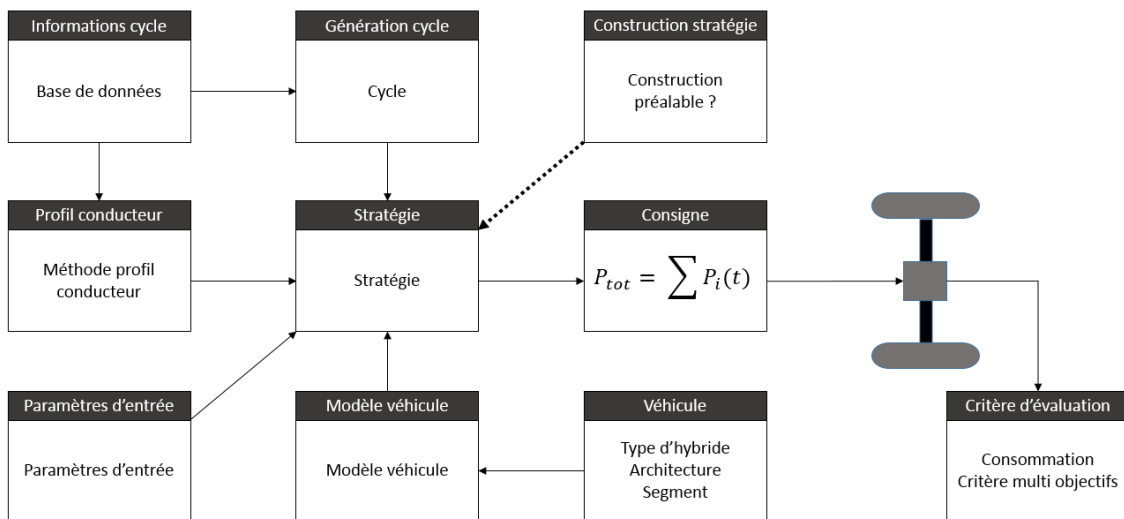 Informations cycle
Base de données
Génération cycle
Cycle
Construction stratégie
Construction
préalable ?
Profil conducteur
Méthode profil
conducteur
Stratégie
Stratégie
Consigne
P_{tot} = ∑ P_i(t)
Paramètres d'entrée
Paramètres d'entrée
Modèle véhicule
Modèle véhicule
Véhicule
Type d'hybride
Architecture
Segment
Critère d'évaluation
Consommation
Critère multi objectifs